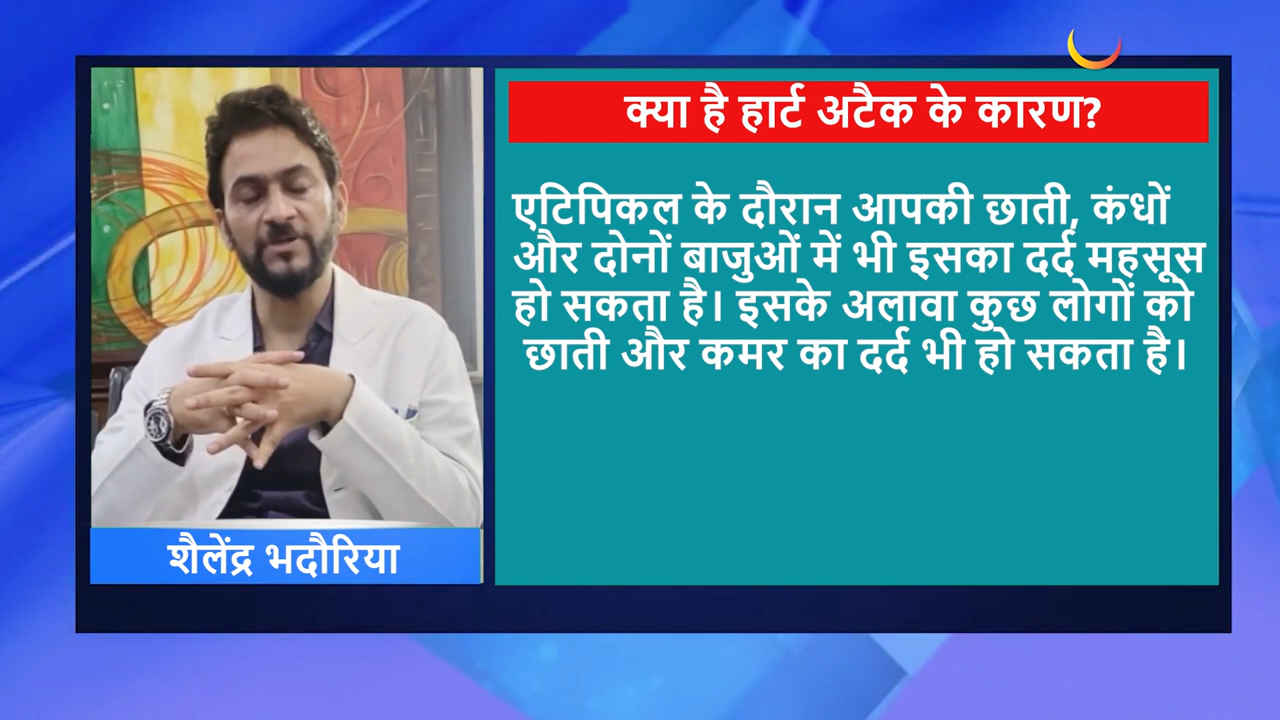 क्या है हार्ट अटैक के कारण?
एटिपिकल के दौरान आपकी छाती, कंधों
और दोनों बाजुओं में भी इसका दर्द महसूस
हो सकता है। इसके अलावा कुछ लोगों को
छाती और कमर का दर्द भी हो सकता है।
शैलेंद्र भदौरिया